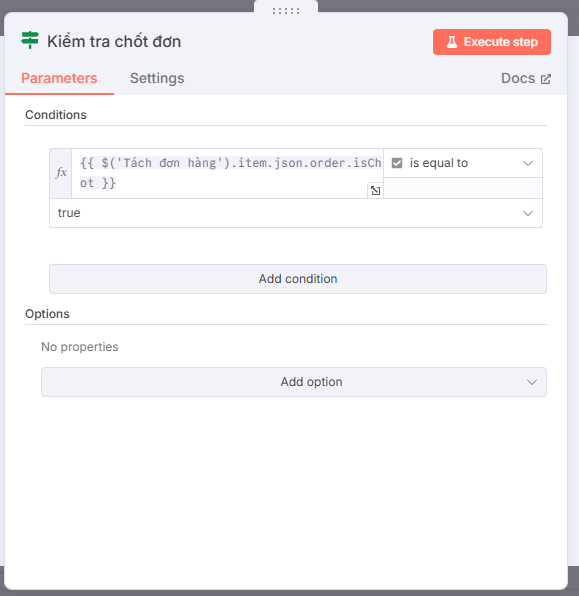 Kiểm tra chốt đơn
Execute step
Parameters
Settings
Docs
Conditions
fx
{{ $('Tách đơn hàng').item.json.order.isCh
ot }}
is equal to
true
Add condition
Options
No properties
Add option